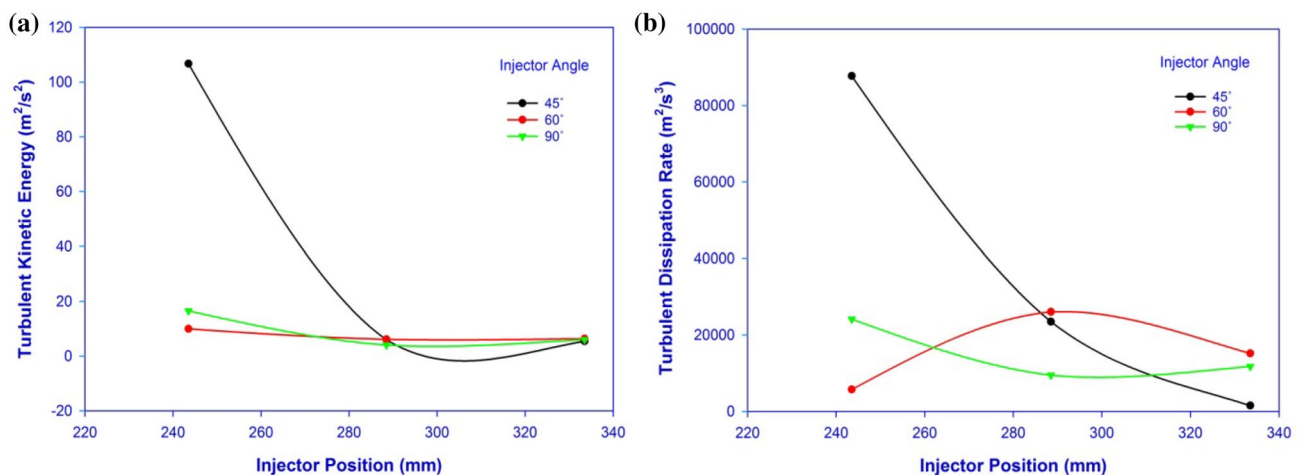 (a)
Turbulent Kinetic Energy (m²/s²)
120
100
80
60
40
20
0
-20
Injector Angle
45°
60°
90°
220 240 260 280 300 320 340
Injector Position (mm)
(b)
Turbulent Dissipation Rate (m²/s³)
100000
80000
60000
40000
20000
0
Injector Angle
45°
60°
90°
220 240 260 280 300 320 340
Injector Position (mm)